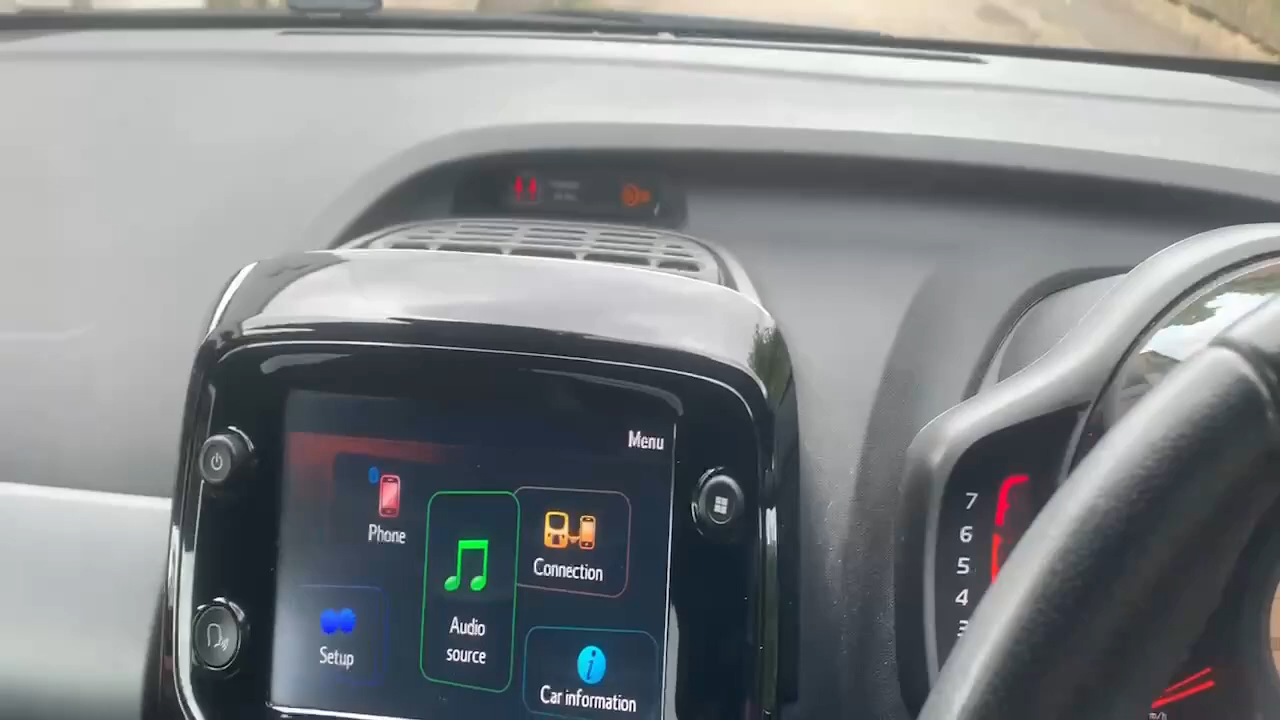 Menu
Phone
Connection
Audio
source
Setup
Car information
7
6
5
4
3